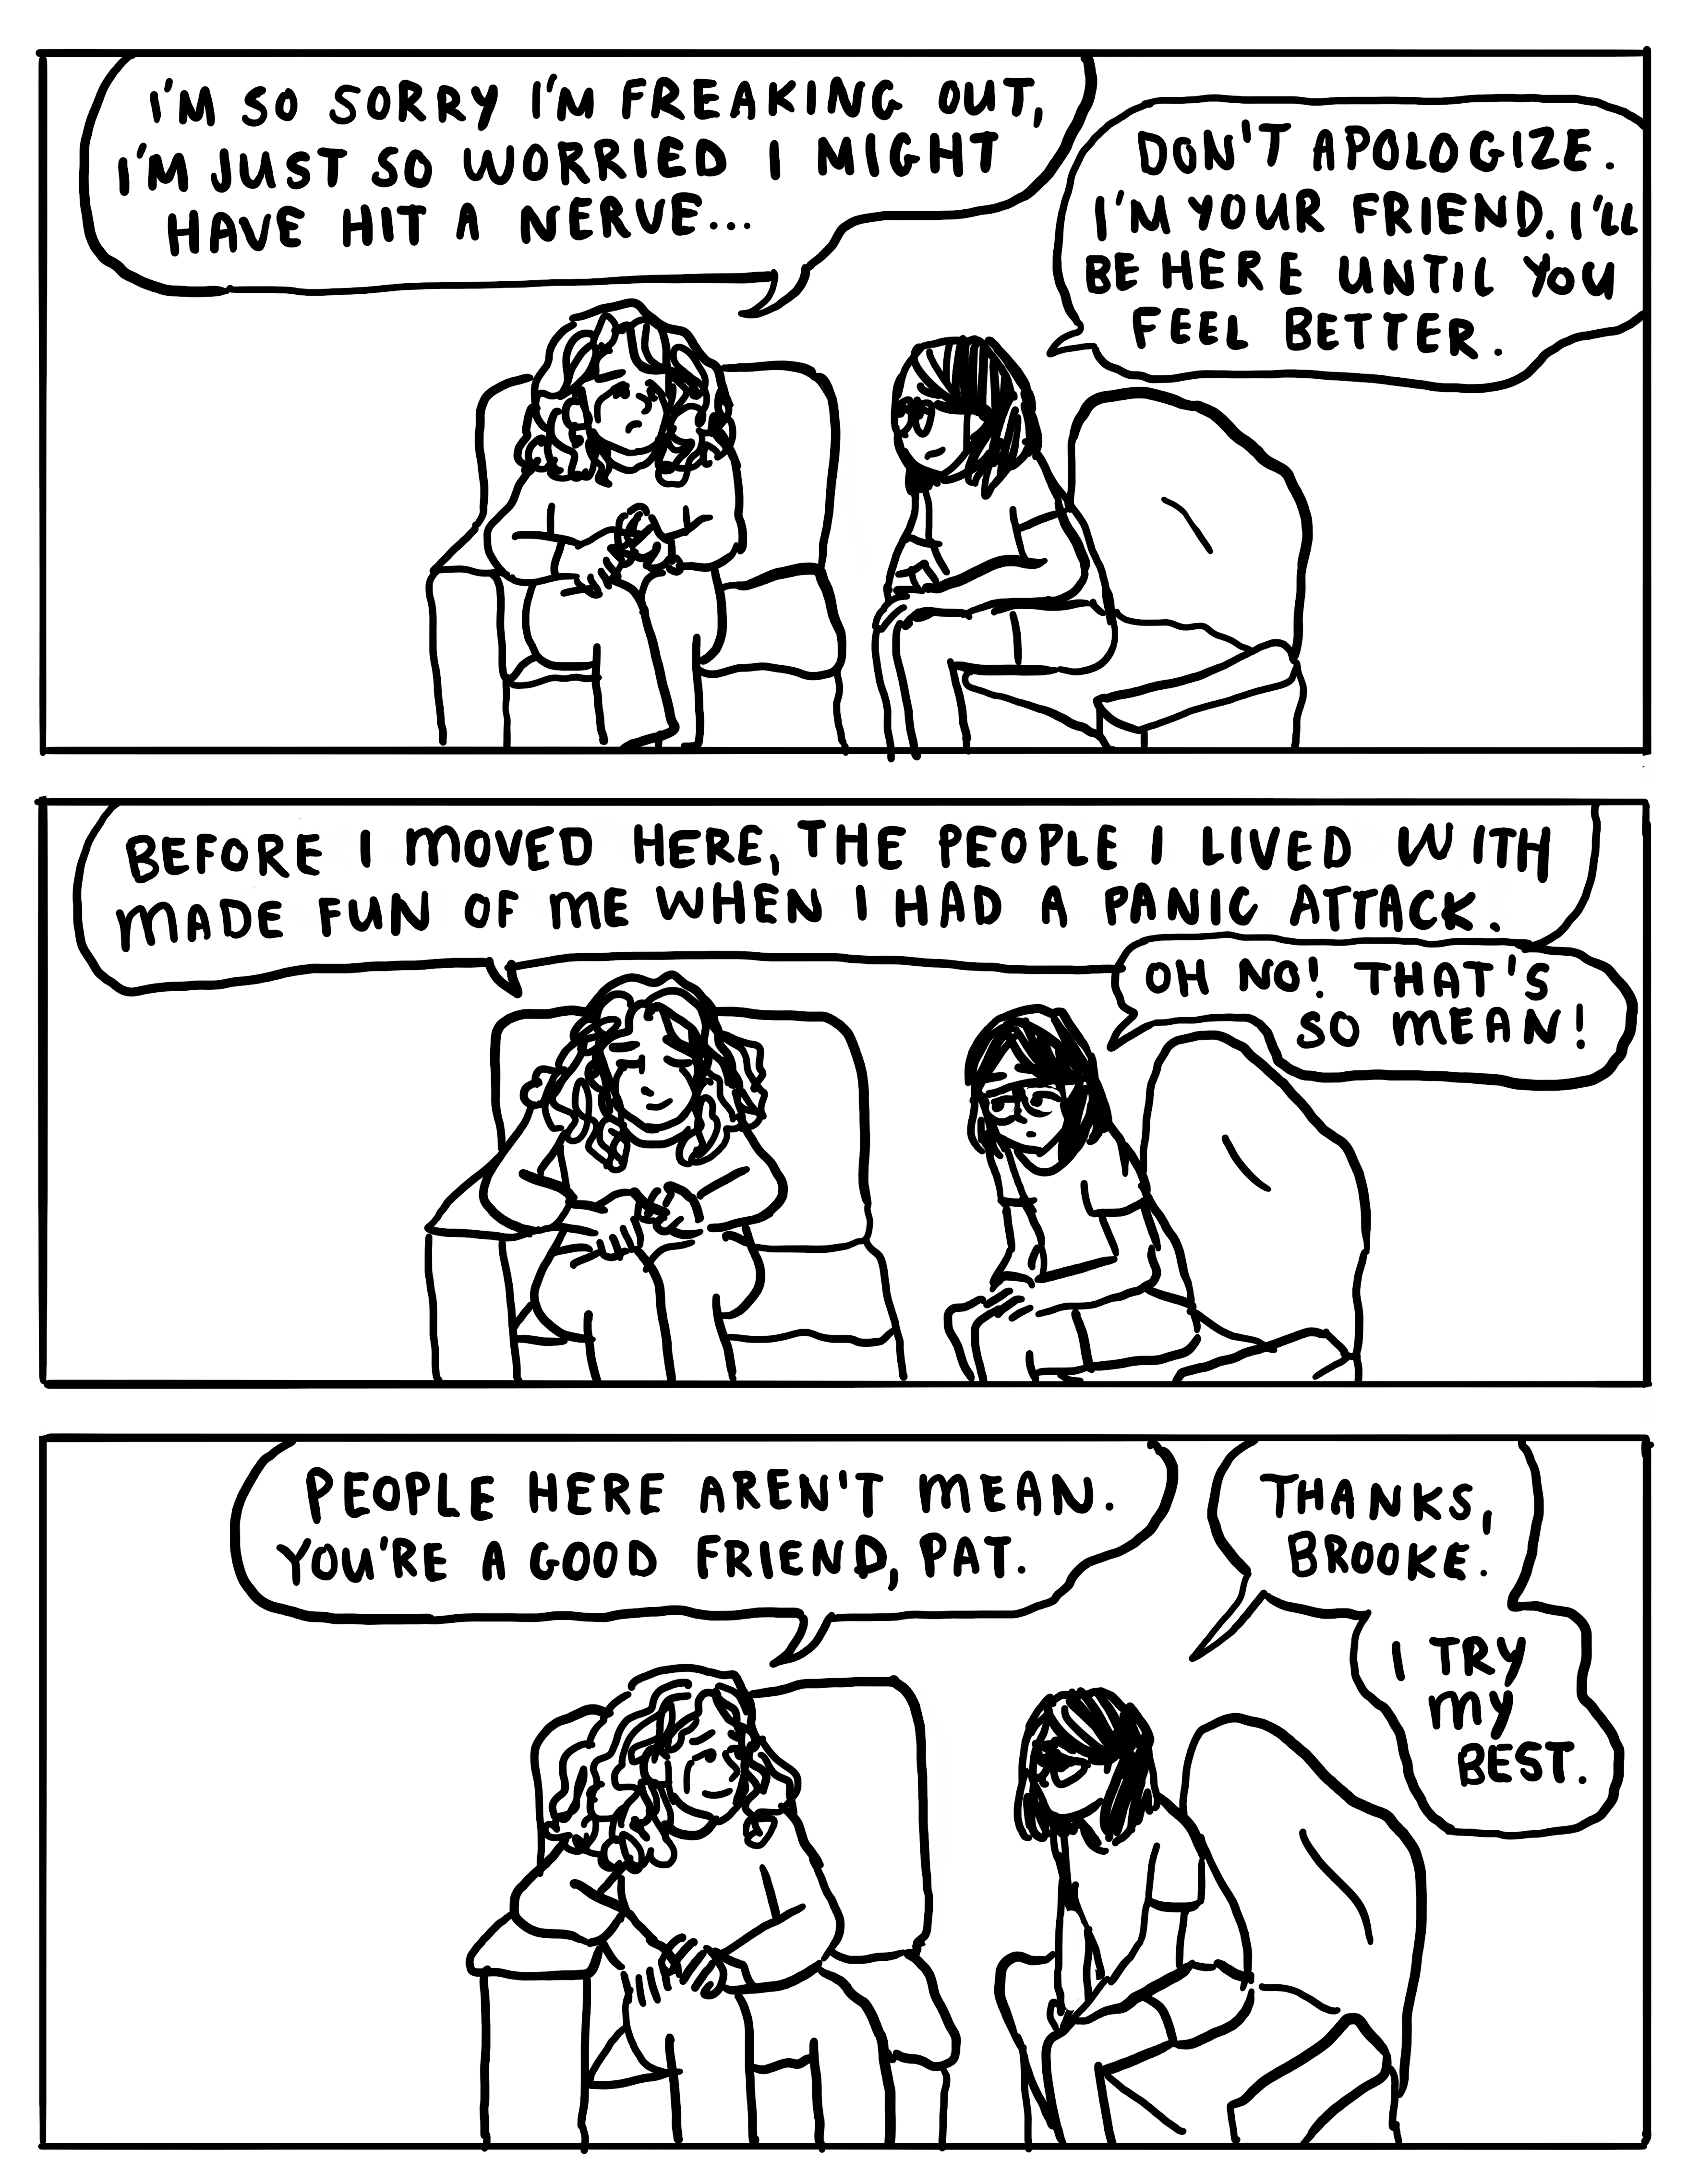 I'M SO SORRY I'M FREAKING OUT,
I'M JUST SO WORRIED I MIGHT
HAVE HIT A NERVE...
DON'T APOLOGIZE.
I'M YOUR FRIEND. I'LL
BE HERE UNTIL YOU
FEEL BETTER.
BEFORE I MOVED HERE, THE PEOPLE I LIVED WITH
MADE FUN OF ME WHEN I HAD A PANIC ATTACK.
OH NO! THAT'S
SO MEAN!
PEOPLE HERE AREN'T MEAN.
YOU'RE A GOOD FRIEND, PAT.
THANKS,
BROOKE.
I TRY
MY
BEST.